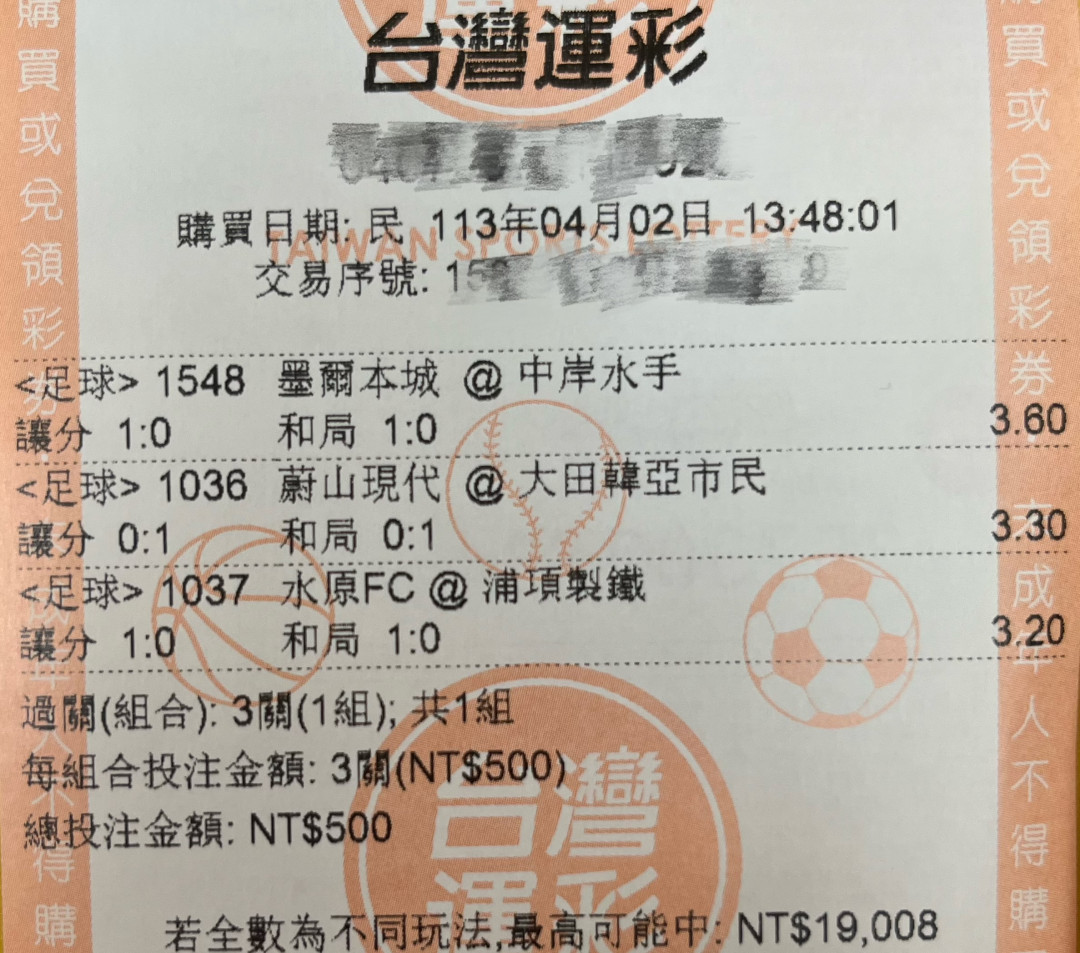 台灣運彩
購買日期: 民 113年04月02日 13:48:01
TAIWAN SPORTS LOTTERY
交易序號:
<足球> 1548 墨爾本城 @ 中岸水手
讓分 1:0 和局 1:0 3.60
<足球> 1036 蔚山現代 @ 大田韓亞市民
讓分 0:1 和局 0:1 3.30
<足球> 1037 水原FC @ 浦項製鐵
讓分 1:0 和局 1:0 3.20
過關(組合): 3關(1組); 共1組
每組合投注金額: 3關(NT$500)
總投注金額: NT$500
台灣
運彩
若全數為不同玩法,最高可能中: NT$19,008
購買或兌領彩券
人不得購
購買或兌領彩券
未成年人不得購